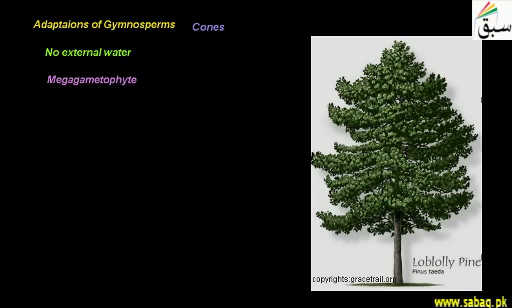 Adaptaions of Gymnosperms
Cones
سبق
No external water
Megagametophyte
Loblolly Pine
Pinus taeda
copyrights:gracetrail.org
www.sabaq.pk